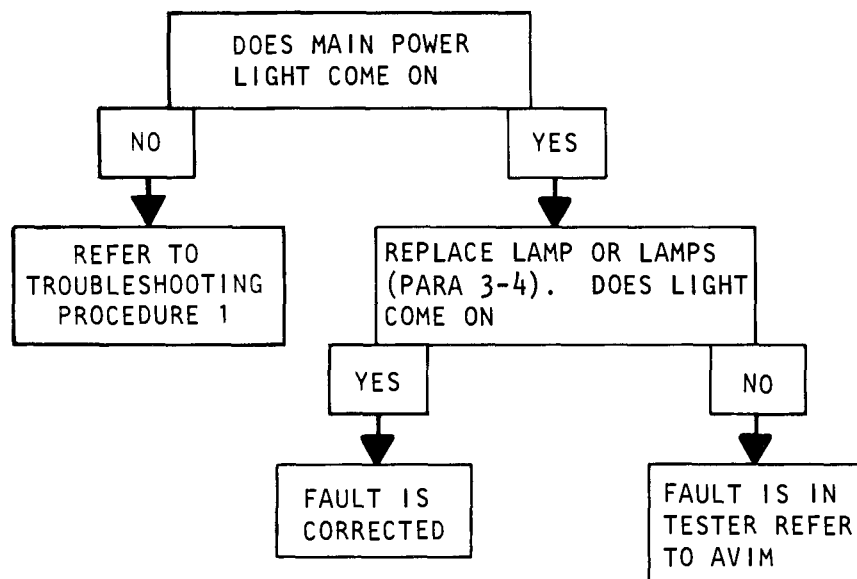 DOES MAIN POWER
LIGHT COME ON
NO
YES
REFER TO
TROUBLESHOOTING
PROCEDURE 1
REPLACE LAMP OR LAMPS
(PARA 3-4). DOES LIGHT
COME ON
YES
NO
FAULT IS
CORRECTED
FAULT IS IN
TESTER REFER
TO AVIM